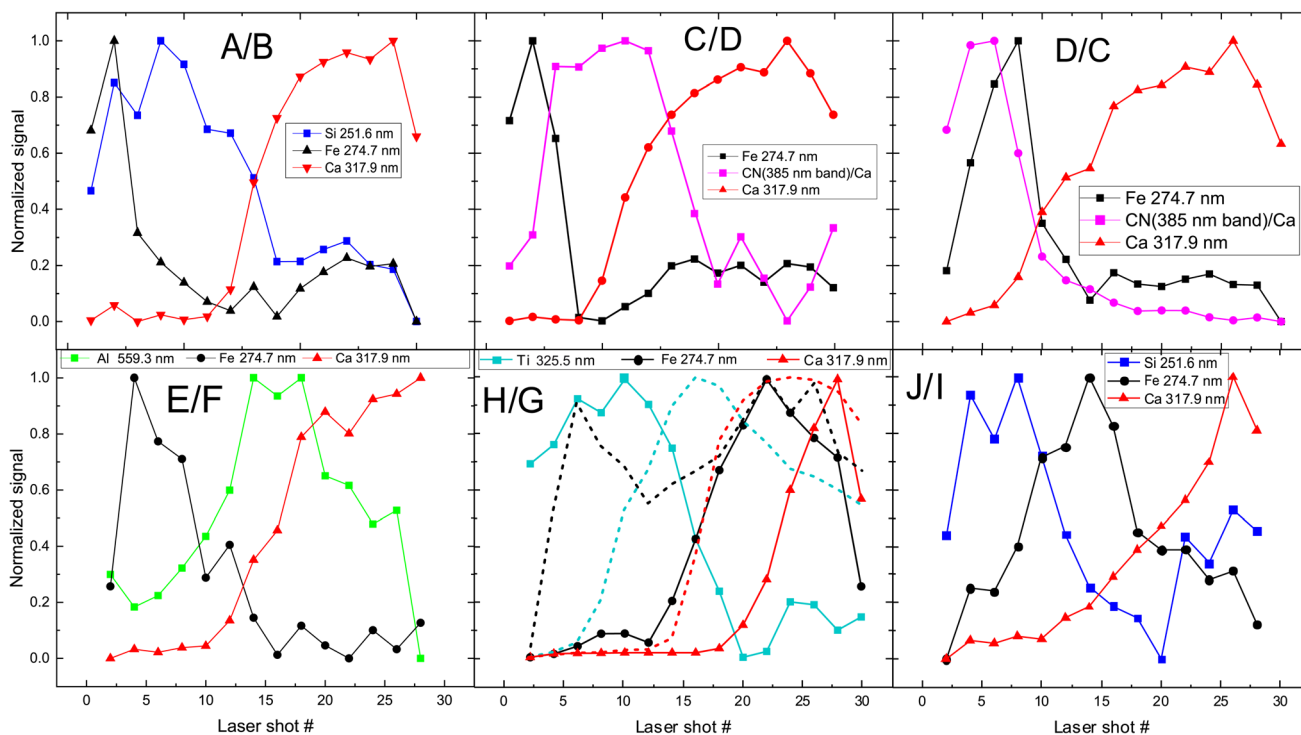 A/B
C/D
D/C
1.0
0.8
0.6
0.4
0.2
0.0
Normalized signal
Si 251.6 nm
Fe 274.7 nm
Ca 317.9 nm
Fe 274.7 nm
CN(385 nm band)/Ca
Ca 317.9 nm
Fe 274.7 nm
CN(385 nm band)/Ca
Ca 317.9 nm
Al 559.3 nm Fe 274.7 nm Ca 317.9 nm
Ti 325.5 nm Fe 274.7 nm Ca 317.9 nm
Si 251.6 nm
Fe 274.7 nm
Ca 317.9 nm
E/F
H/G
J/I
1.0
0.8
0.6
0.4
0.2
0.0
Normalized signal
0 5 10 15 20 25 30
0 5 10 15 20 25 30
0 5 10 15 20 25 30
Laser shot #
Laser shot #
Laser shot #